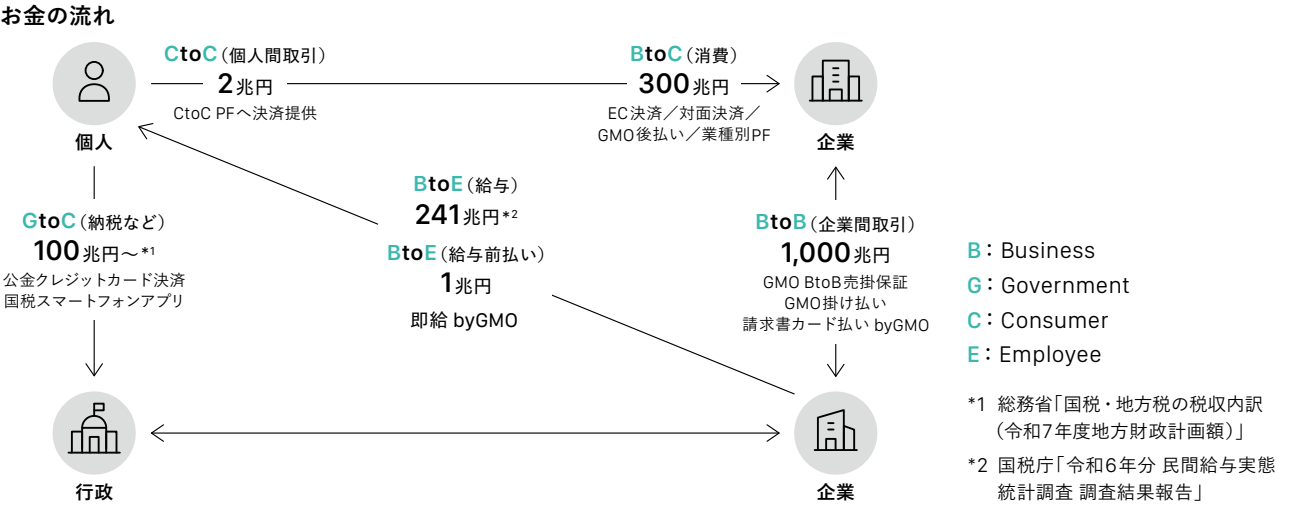 お金の流れ
CtoC（個人間取引）
2兆円
CtoC PFへ決済提供
BtoC（消費）
300兆円
EC決済／対面決済／
GMO後払い／業種別PF
個人
企業
GtoC（納税など）
100兆円～*1
公金クレジットカード決済
国税スマートフォンアプリ
BtoE（給与）
241兆円*2
BtoE（給与前払い）
1兆円
即給 byGMO
BtoB（企業間取引）
1,000兆円
GMO BtoB売掛保証
GMO掛け払い
請求書カード払い byGMO
行政
企業
B：Business
G：Government
C：Consumer
E：Employee
*1 総務省「国税・地方税の税収内訳
（令和7年度地方財政計画額）」
*2 国税庁「令和6年分 民間給与実態
統計調査 調査結果報告」